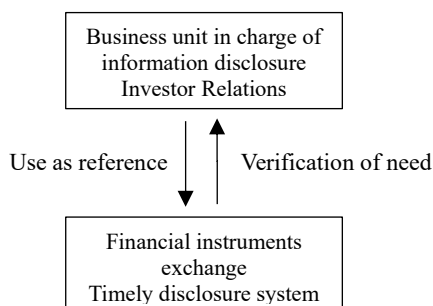 Business unit in charge of
information disclosure
Investor Relations
Use as reference
Verification of need
Financial instruments
exchange
Timely disclosure system